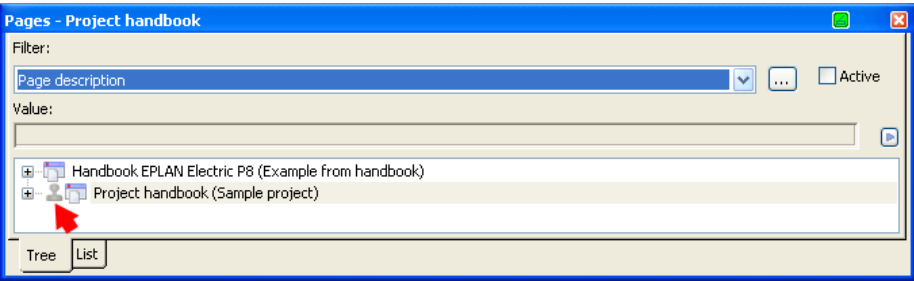 Pages - Project handbook
Filter:
Page description
...
Active
Value:
Handbook EPLAN Electric P8 (Example from handbook)
Project handbook (Sample project)
Tree
List